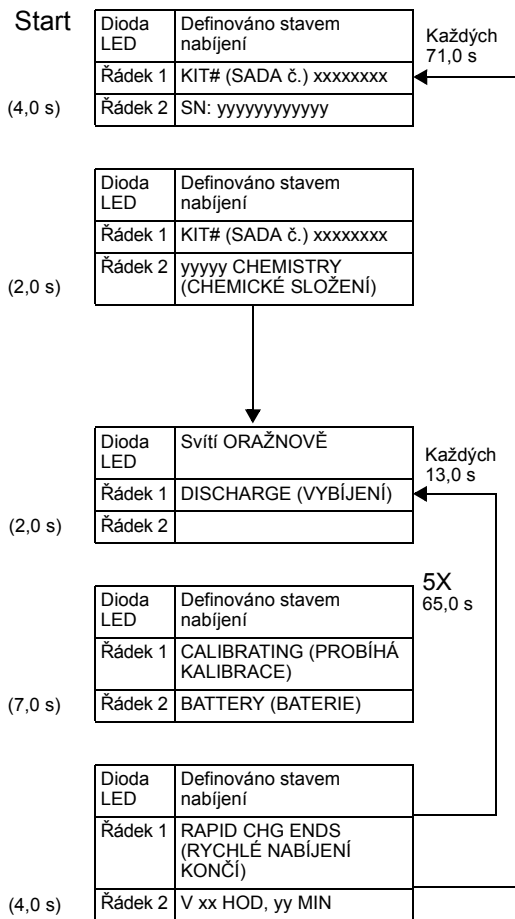 Start
Dioda LED
Definováno stavem nabíjení
Každých 71,0 s
Řádek 1
KIT# (SADA č.) xxxxxxxx
(4,0 s)
Řádek 2
SN: yyyyyyyyyyyy
Dioda LED
Definováno stavem nabíjení
Řádek 1
KIT# (SADA č.) xxxxxxxx
(2,0 s)
Řádek 2
yyyyy CHEMISTRY (CHEMICKÉ SLOŽENÍ)
Dioda LED
Svítí ORAŽNOVĚ
Každých 13,0 s
Řádek 1
DISCHARGE (VYBÍJENÍ)
(2,0 s)
Řádek 2
5X
65,0 s
Dioda LED
Definováno stavem nabíjení
Řádek 1
CALIBRATING (PROBÍHÁ KALIBRACE)
(7,0 s)
Řádek 2
BATTERY (BATERIE)
Dioda LED
Definováno stavem nabíjení
Řádek 1
RAPID CHG ENDS (RYCHLÉ NABÍJENÍ KONČÍ)
(4,0 s)
Řádek 2
V xx HOD, yy MIN